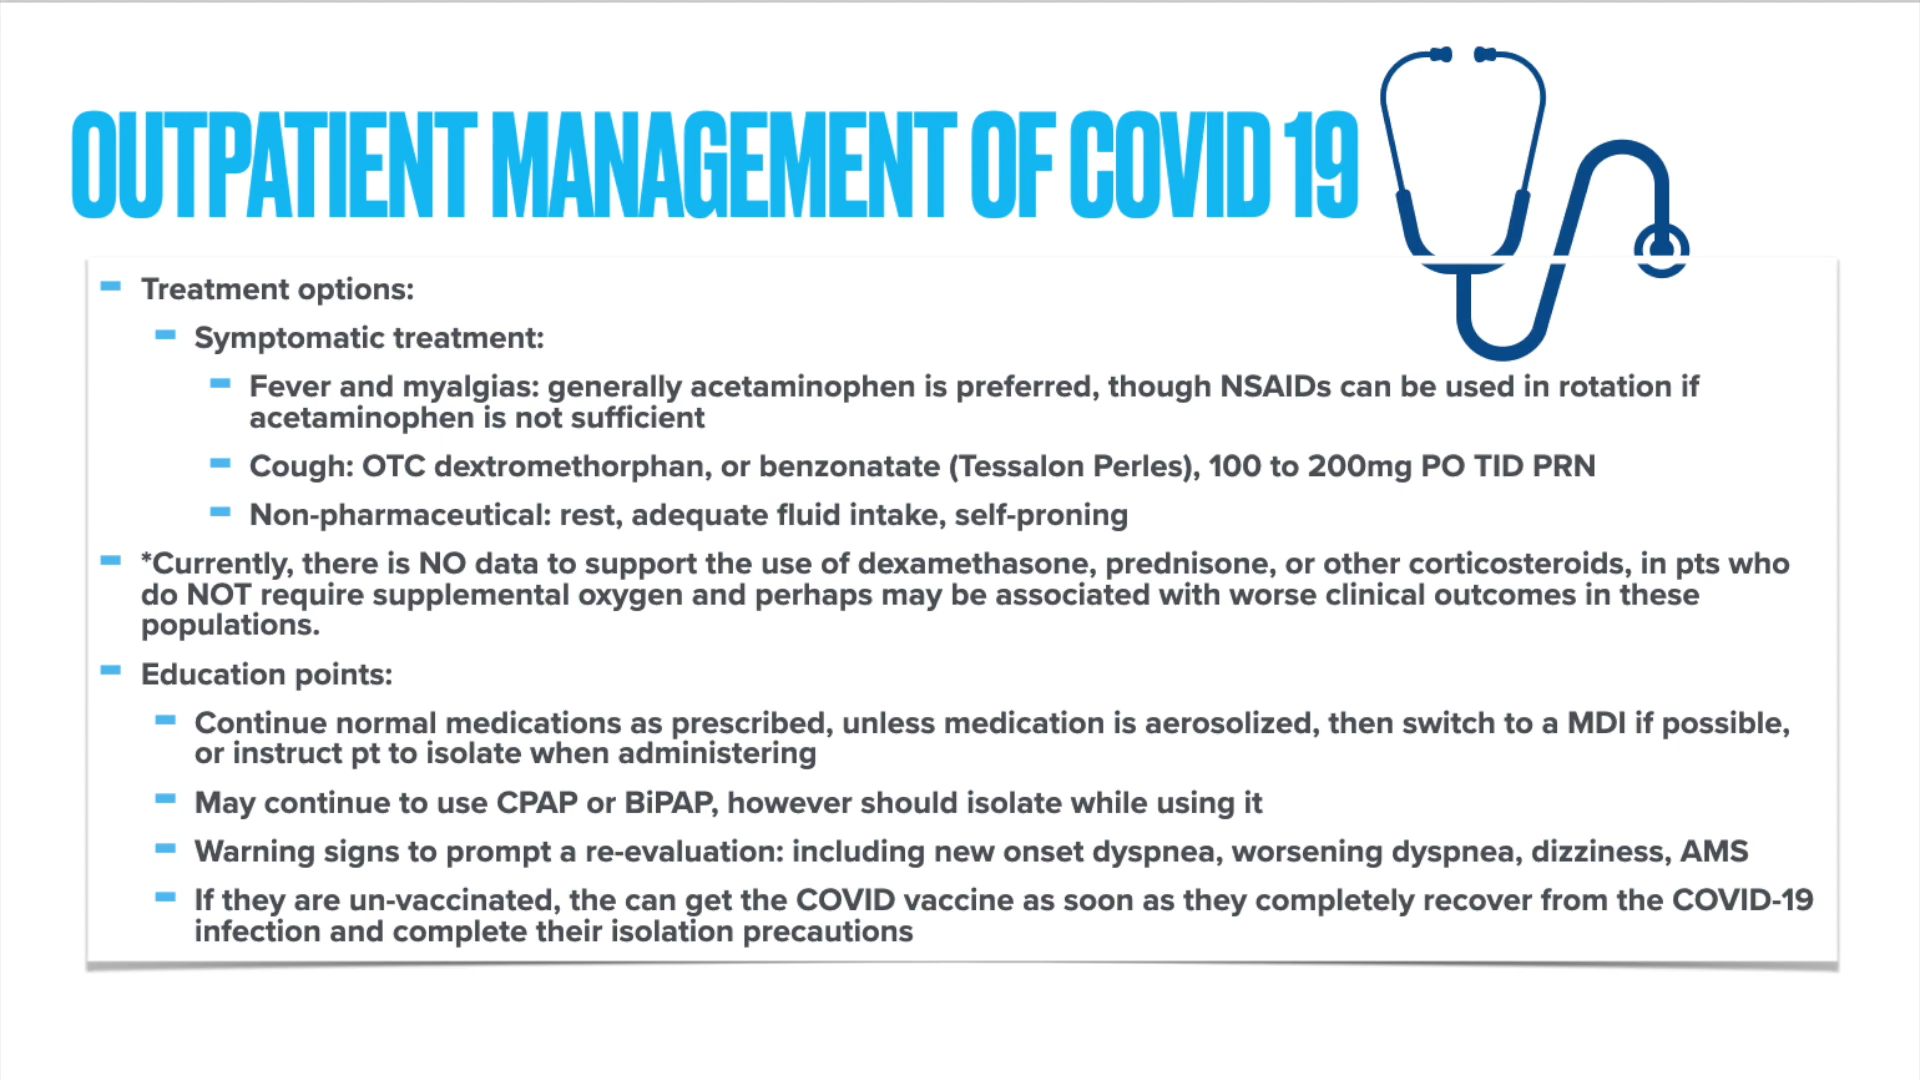 OUTPATIENT MANAGEMENT OF COVID 19
Treatment options:
Symptomatic treatment:
Fever and myalgias: generally acetaminophen is preferred, though NSAIDs can be used in rotation if
acetaminophen is not sufficient
Cough: OTC dextromethorphan, or benzonatate (Tessalon Perles), 100 to 200mg PO TID PRN
Non-pharmaceutical: rest, adequate fluid intake, self-proning
*Currently, there is NO data to support the use of dexamethasone, prednisone, or other corticosteroids, in pts who
do NOT require supplemental oxygen and perhaps may be associated with worse clinical outcomes in these
populations.
Education points:
Continue normal medications as prescribed, unless medication is aerosolized, then switch to a MDI if possible,
or instruct pt to isolate when administering
May continue to use CPAP or BiPAP, however should isolate while using it
Warning signs to prompt a re-evaluation: including new onset dyspnea, worsening dyspnea, dizziness, AMS
If they are un-vaccinated, the can get the COVID vaccine as soon as they completely recover from the COVID-19
infection and complete their isolation precautions